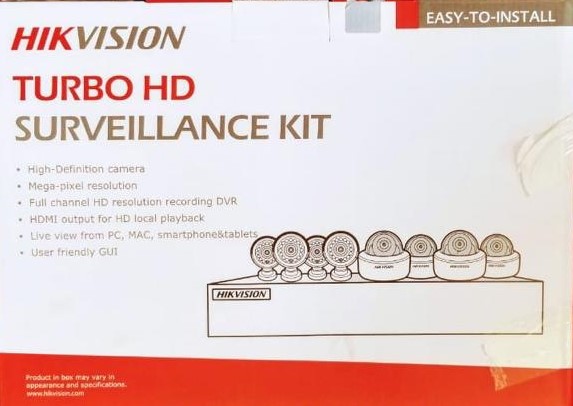 EASY-TO-INSTALL
HIKVISION
TURBO HD
SURVEILLANCE KIT
• High-Definition camera
• Mega-pixel resolution
• Full channel HD resolution recording DVR
• HDMI output for HD local playback
• Live view from PC, MAC, smartphone&tablets
• User friendly GUI
HIKVISION
Product in box may vary in
appearance and specifications.
www.hikvision.com